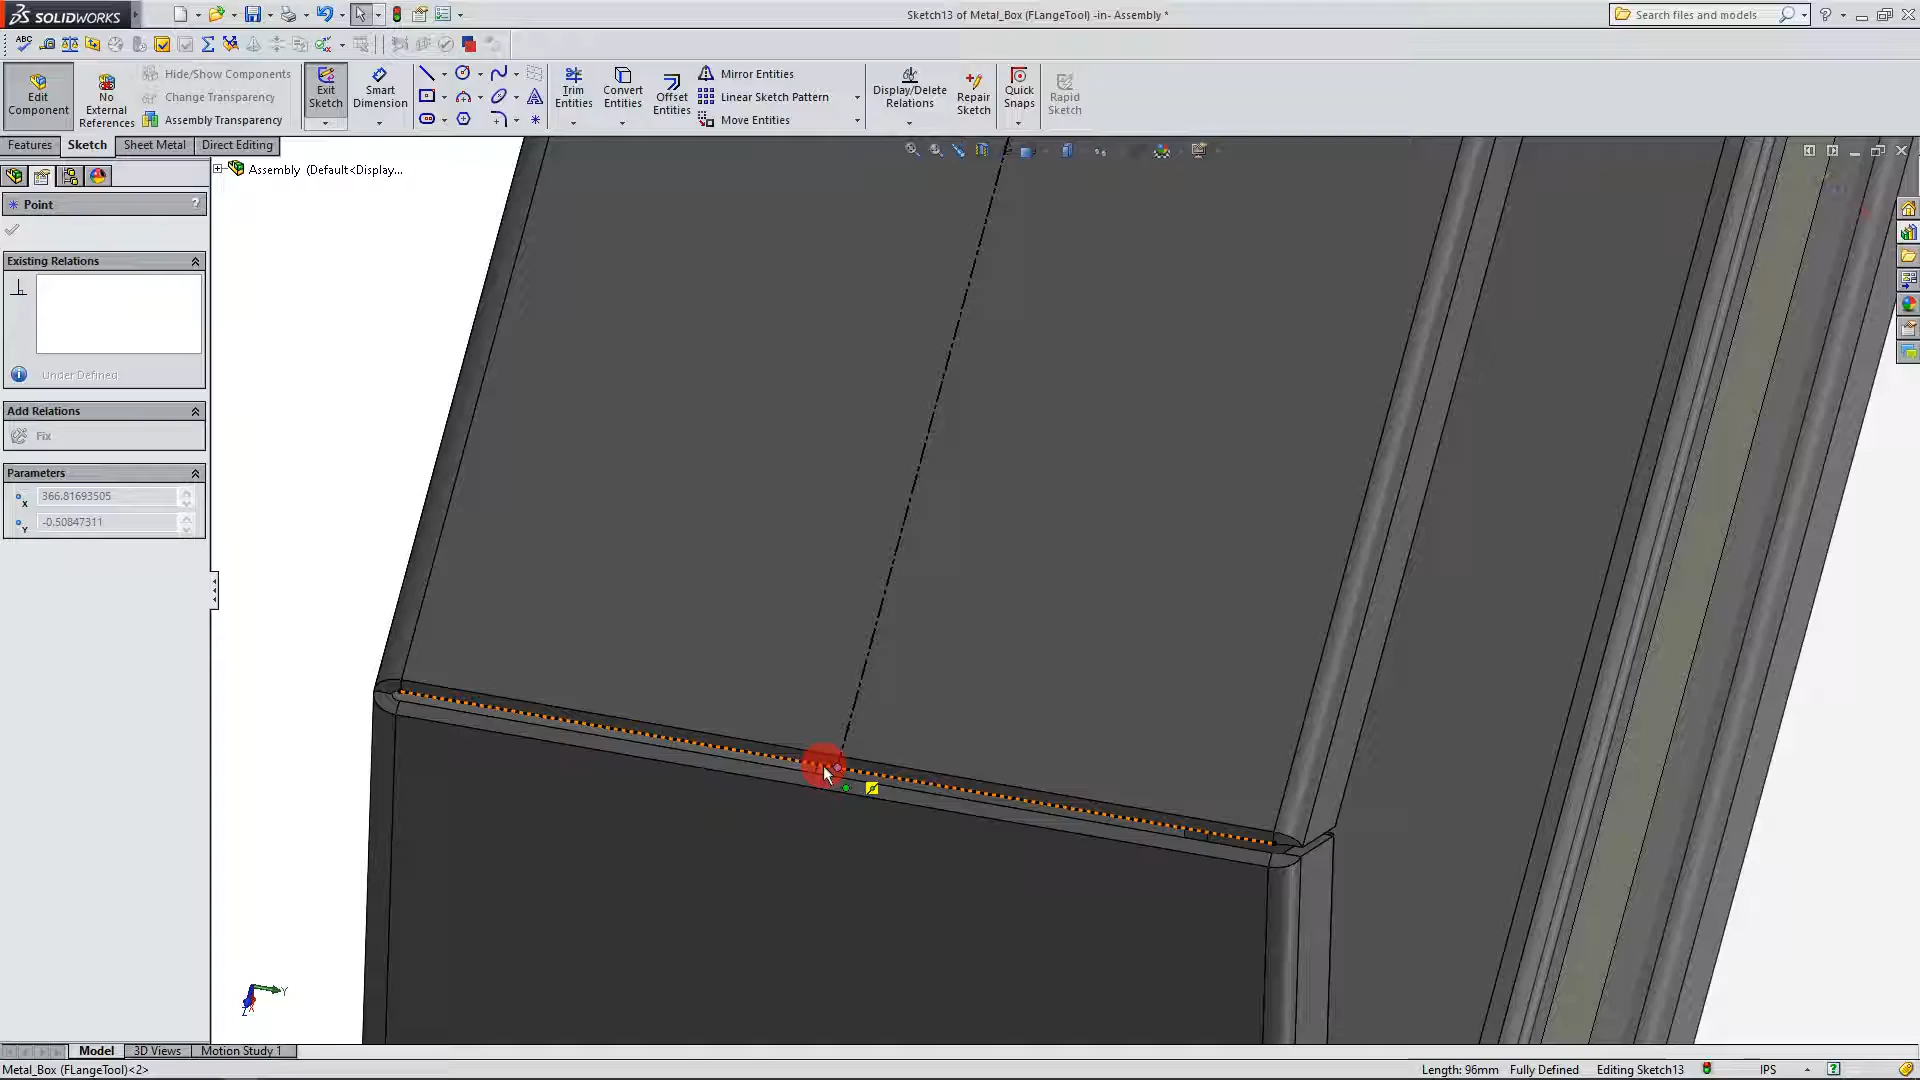 SOLIDWORKS
Sketch13 of Metal_Box (FLangeTool) -in- Assembly *
Search files and models
ABC
Edit Component
No External References
Hide/Show Components
Change Transparency
Assembly Transparency
Exit Sketch
Smart Dimension
Trim Entities
Convert Entities
Offset Entities
Mirror Entities
Linear Sketch Pattern
Move Entities
Display/Delete Relations
Repair Sketch
Quick Snaps
Rapid Sketch
Features
Sketch
Sheet Metal
Direct Editing
Assembly (Default<Display...
Point
?
Existing Relations
Under Defined
Add Relations
Fix
Parameters
X
366.81693505
Y
-0.50847311
Y
Z
X
Model
3D Views
Motion Study 1
Metal_Box (FLangeTool)<2>
Length: 96mm
Fully Defined
Editing Sketch13
IPS
?